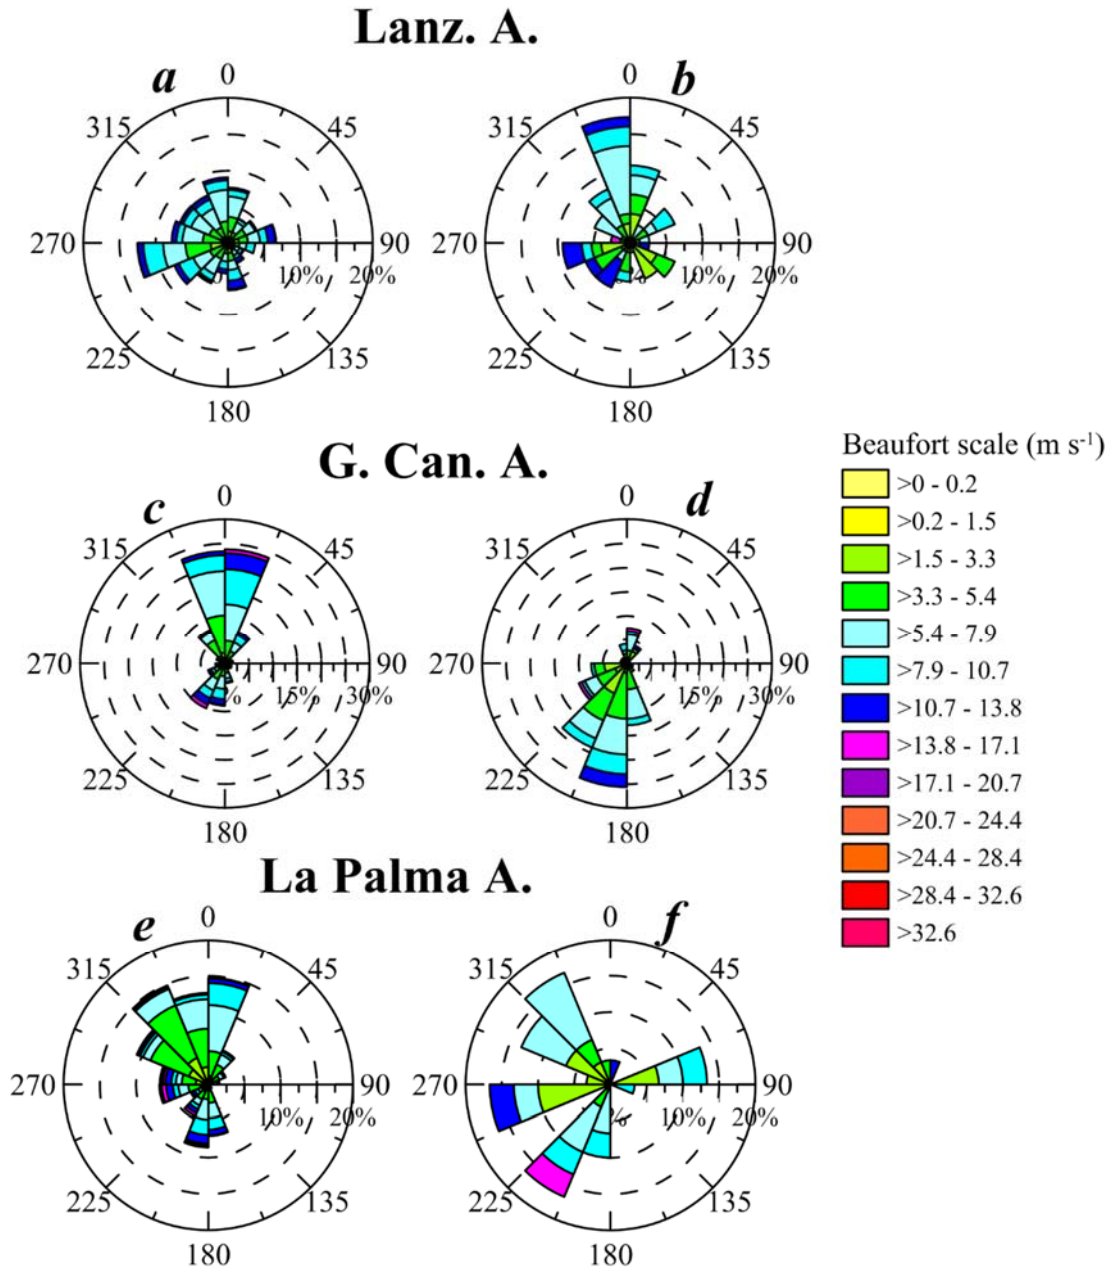 Lanz. A.
a
0
45
90
135
180
225
270
315
10%
20%
b
0
45
90
135
180
225
270
315
10%
20%
G. Can. A.
c
0
45
90
135
180
225
270
315
15%
30%
d
0
45
90
135
180
225
270
315
15%
30%
Beaufort scale (m s⁻¹)
>0 - 0.2
>0.2 - 1.5
>1.5 - 3.3
>3.3 - 5.4
>5.4 - 7.9
>7.9 - 10.7
>10.7 - 13.8
>13.8 - 17.1
>17.1 - 20.7
>20.7 - 24.4
>24.4 - 28.4
>28.4 - 32.6
>32.6
La Palma A.
e
0
45
90
135
180
225
270
315
10%
20%
f
0
45
90
135
180
225
270
315
10%
20%